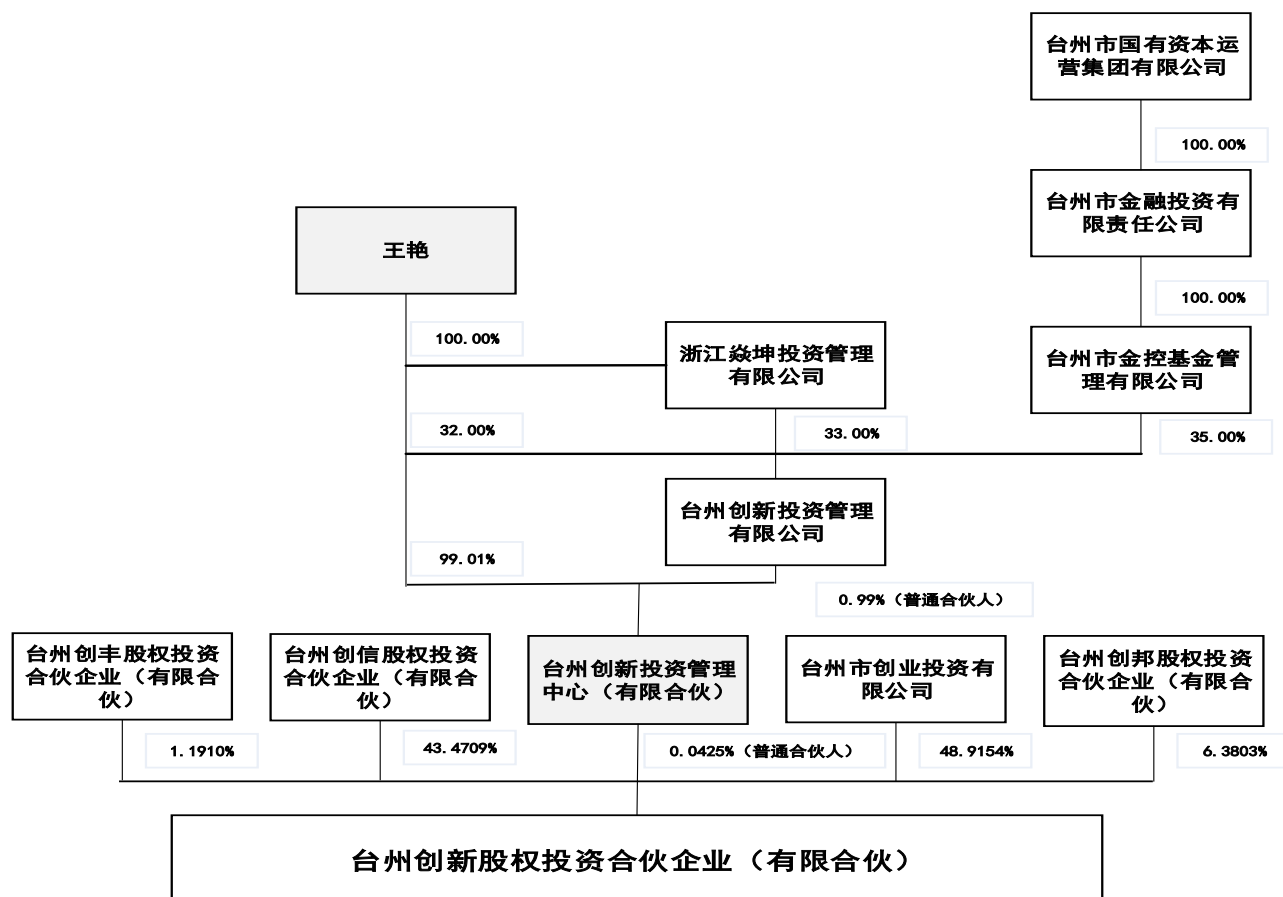 台州市国有资本运
营集团有限公司
100.00%
台州市金融投资有
限责任公司
王艳
100.00%
100.00%
浙江焱坤投资管理
有限公司
台州市金控基金管
理有限公司
32.00%
33.00%
35.00%
台州创新投资管理
有限公司
99.01%
0.99%（普通合伙人）
台州创丰股权投资
合伙企业（有限合
伙）
台州创信股权投资
合伙企业（有限合
伙）
台州创新投资管理
中心（有限合伙）
台州市创业投资有
限公司
台州创邦股权投资
合伙企业（有限合
伙）
1.1910%
43.4709%
0.0425%（普通合伙人）
48.9154%
6.3803%
台州创新股权投资合伙企业（有限合伙）